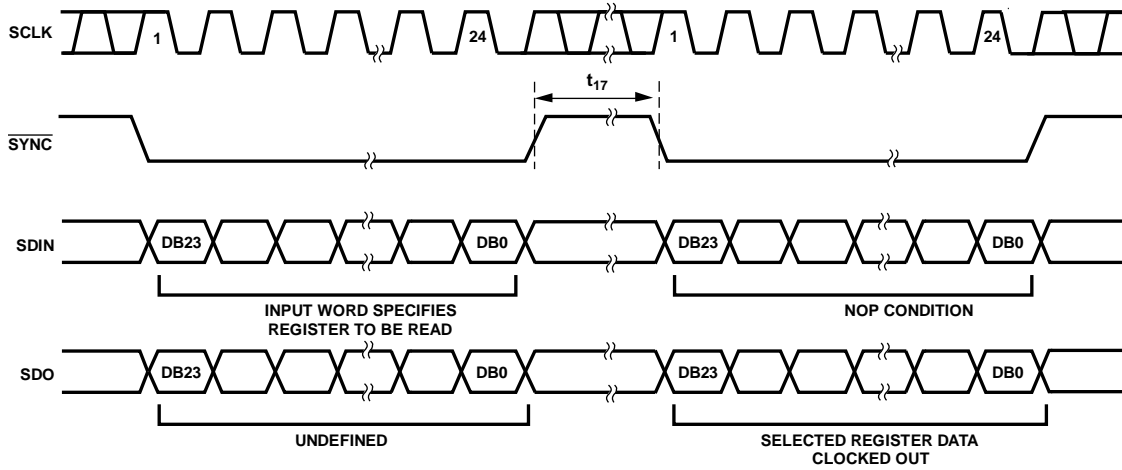 SCLK
1
24
1
24
t17
SYNC
SDIN
DB23
DB0
DB23
DB0
INPUT WORD SPECIFIES
REGISTER TO BE READ
NOP CONDITION
SDO
DB23
DB0
DB23
DB0
UNDEFINED
SELECTED REGISTER DATA
CLOCKED OUT